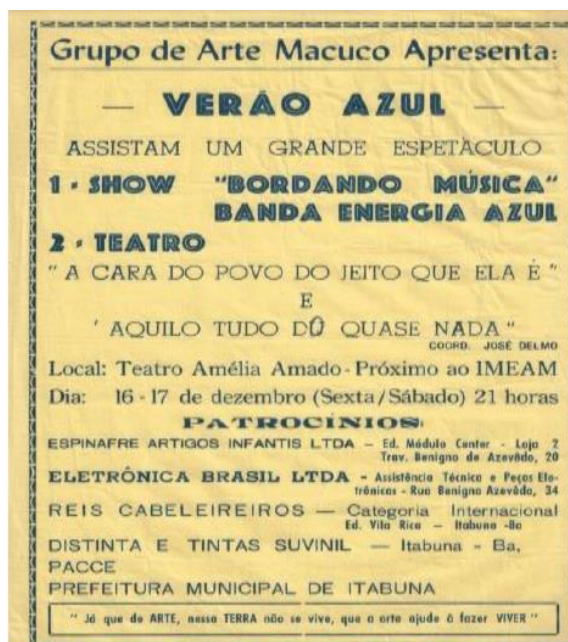 Grupo de Arte Macuco Apresenta:
— VERÃO AZUL —
ASSISTAM UM GRANDE ESPETÀCULO
1 - SHOW "BORDANDO MÚSICA"
BANDA ENERGIA AZUL
2 - TEATRO
"A CARA DO POVO DO JEITO QUE ELA É"
E
' AQUILO TUDO DÔ QUASE NADA"
COORD. JOSÉ DELMO
Local: Teatro Amélia Amado - Próximo ao IMEAM
Dia: 16 - 17 de dezembro (Sexta/Sábado) 21 horas
PATROCÍNIOS:
ESPINAFRE ARTIGOS INFANTIS LTDA — Ed. Módulo Center - Loja 2
Trav. Benigno de Azevêdo, 20
ELETRÔNICA BRASIL LTDA - Assistência Técnica e Peças Ele-
trônicas - Rua Benigno Azevêdo, 34
REIS CABELEIREIROS — Categoria Internacional
Ed. Vila Rica — Itabuna -Ba
DISTINTA E TINTAS SUVINIL — Itabuna - Ba,
PACCE
PREFEITURA MUNICIPAL DE ITABUNA
" Já que de ARTE, nessa TERRA não se vive, que a arte ajude à fazer VIVER "